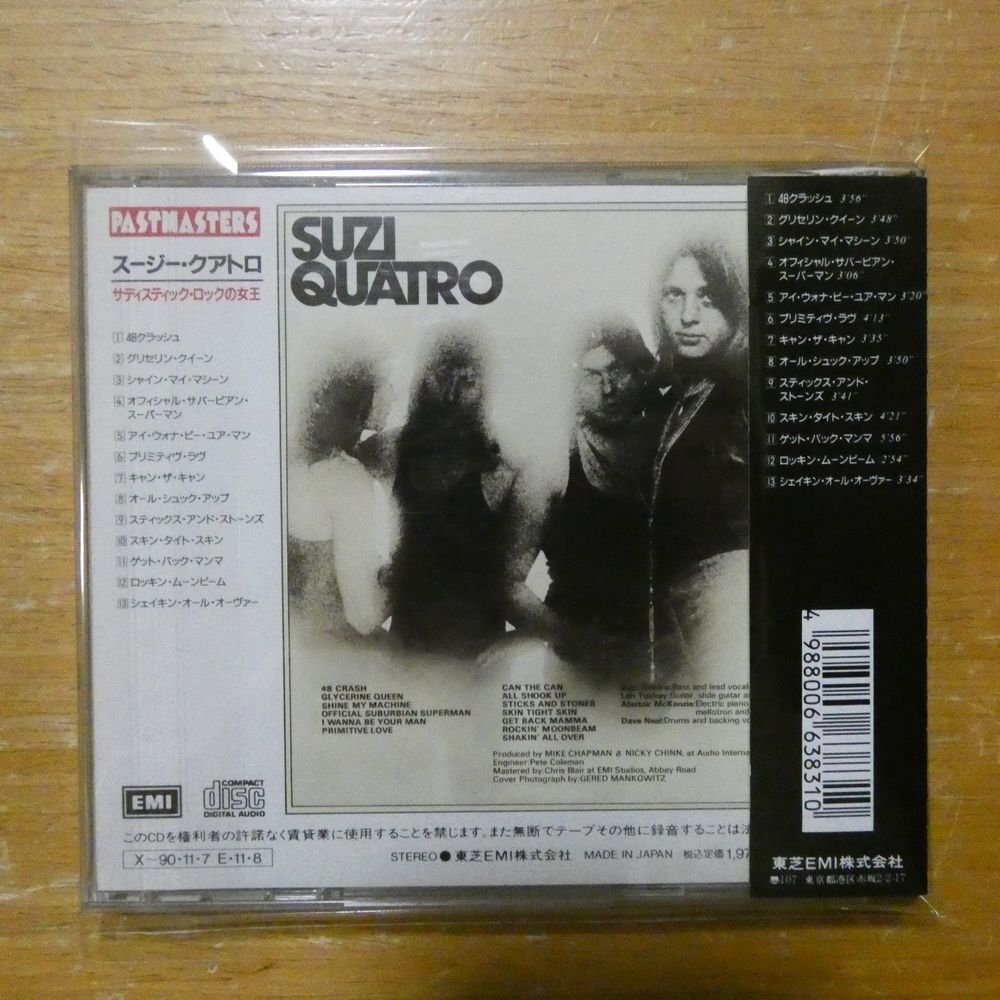 PASTMASTERS
スージー・クアトロ
サディスティック・ロックの女王
1 48クラッシュ
2 グリセリン・クイーン
3 シャイン・マイ・マシーン
4 オフィシャル・サバービアン・
スーパーマン
5 アイ・ウォナ・ビー・ユア・マン
6 プリミティヴ・ラヴ
7 キャン・ザ・キャン
8 オール・シュック・アップ
9 スティックス・アンド・ストーンズ
10 スキン・タイト・スキン
11 ゲット・バック・マンマ
12 ロッキン・ムーンビーム
13 シェイキン・オール・オーヴァー
SUZI
QUATRO
48 CRASH
GLYCERINE QUEEN
SHINE MY MACHINE
OFFICIAL SUBURBIAN SUPERMAN
I WANNA BE YOUR MAN
PRIMITIVE LOVE
CAN THE CAN
ALL SHOOK UP
STICKS AND STONES
SKIN TIGHT SKIN
GET BACK MAMMA
ROCKIN' MOONBEAM
SHAKIN' ALL OVER
Suzi Quatro:Bass and lead vocals
Len Tuckey:Guitar, slide guitar a
Alastair McKenzie:Electric piano,
mellotron and
Dave Neal:Drums and backing vo
Produced by MIKE CHAPMAN & NICKY CHINN, at Audio Interna
Engineer:Pete Coleman
Mastered by:Chris Blair at EMI Studios, Abbey Road
Cover Photograph by:GERED MANKOWITZ
EMI
COMPACT
disc
DIGITAL AUDIO
このCDを権利者の許諾なく賃貸業に使用することを禁じます。また無断でテープその他に録音することは法
X～90・11・7 E・11・8
STEREO ● 東芝EMI株式会社 MADE IN JAPAN 税込定価1,97
1 48クラッシュ 3'56"
2 グリセリン・クイーン 3'48"
3 シャイン・マイ・マシーン 3'50"
4 オフィシャル・サバービアン・
スーパーマン 3'06"
5 アイ・ウォナ・ビー・ユア・マン 3'20"
6 プリミティヴ・ラヴ 4'13"
7 キャン・ザ・キャン 3'35"
8 オール・シュック・アップ 3'50"
9 スティックス・アンド・
ストーンズ 3'41"
10 スキン・タイト・スキン 4'21"
11 ゲット・バック・マンマ 5'56"
12 ロッキン・ムーンビーム 2'54"
13 シェイキン・オール・オーヴァー 3'34"
4 988006 638310
東芝EMI株式会社
〠107 東京都港区赤坂2-2-17